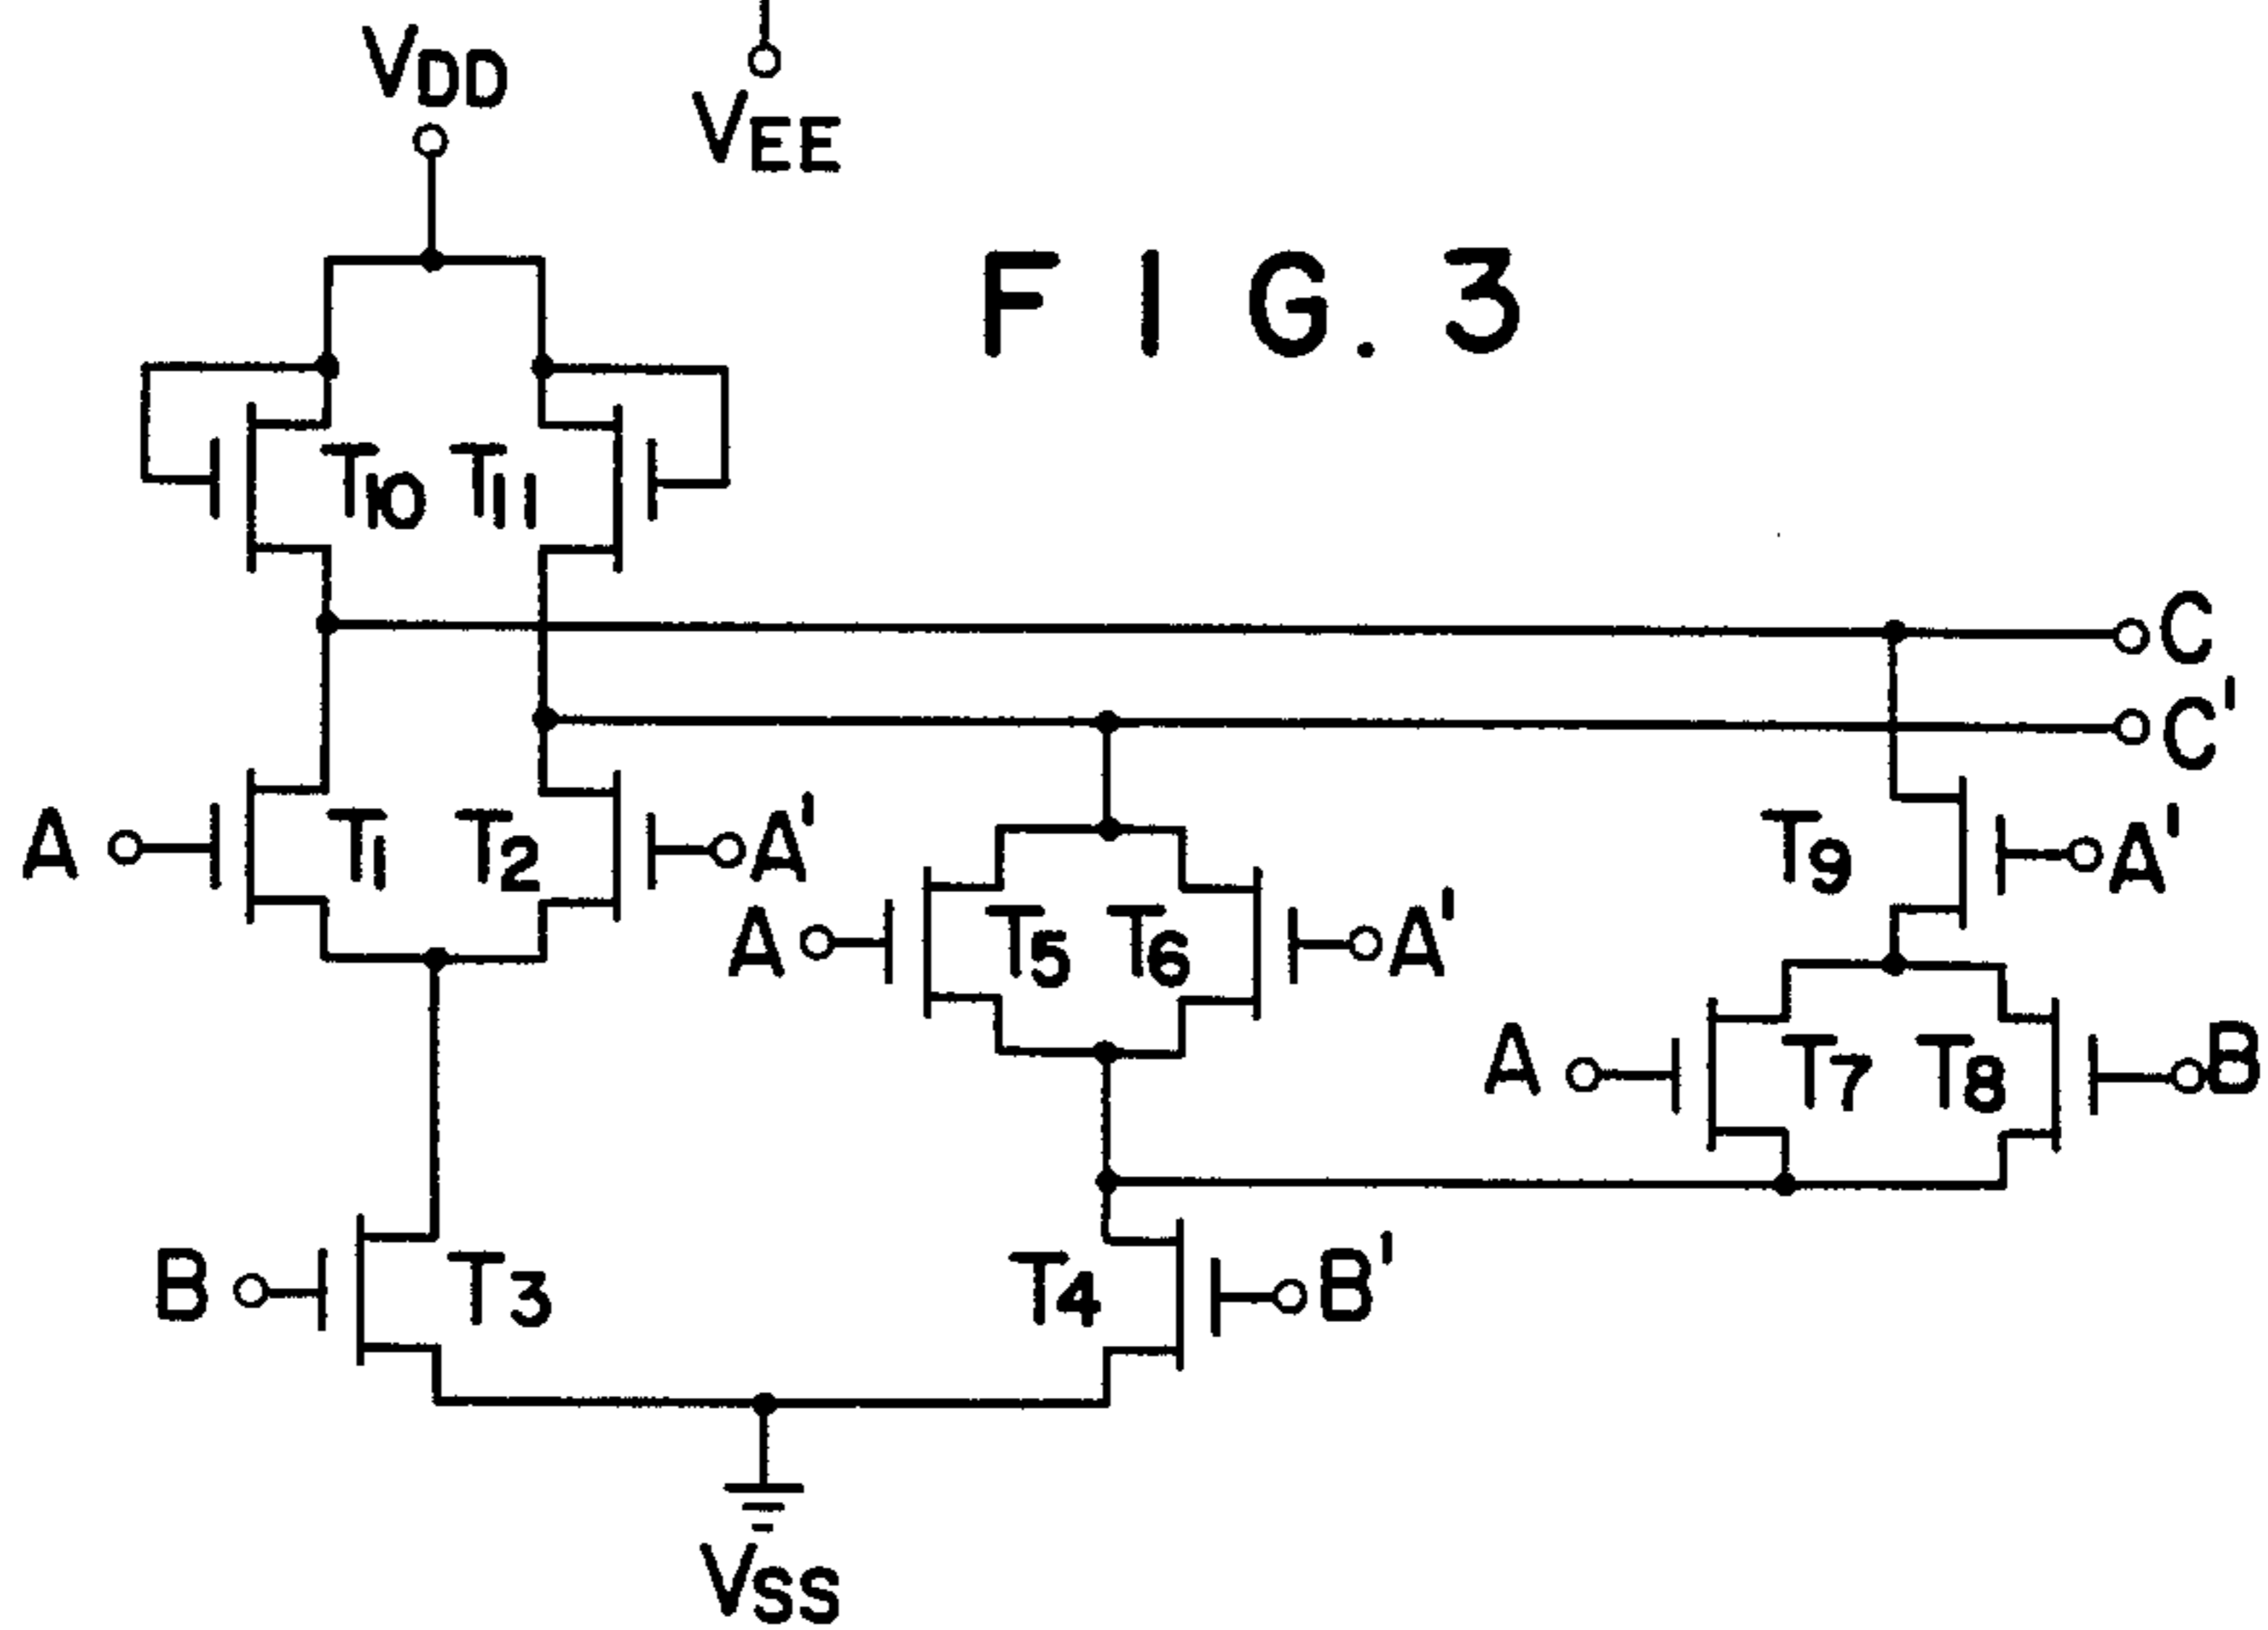 VDD
VEE
FIG. 3
T10 T11
C
C'
A T1 T2 A'
T9 A'
A T5 T6 A'
A T7 T8 B
B T3 T4 B'
VSS